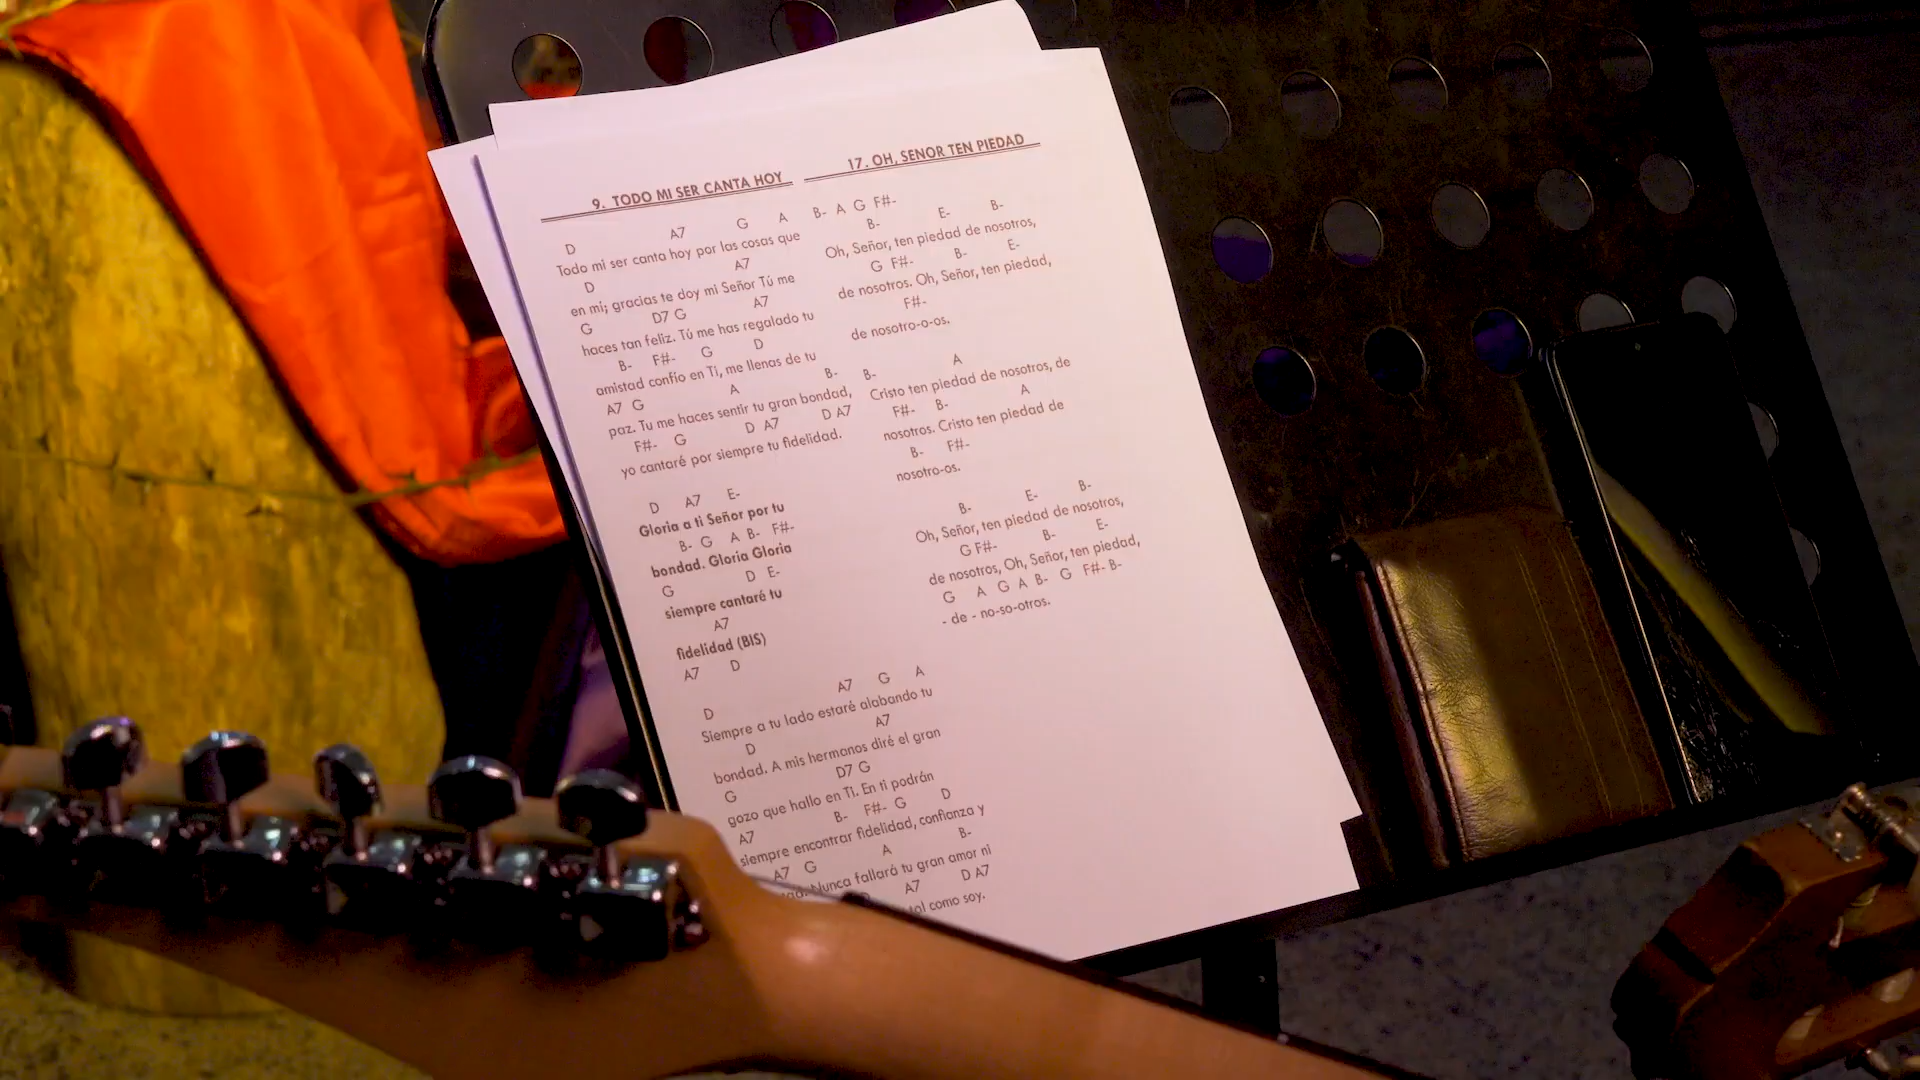 9. TODO MI SER CANTA HOY
D A7 G A
Todo mi ser canta hoy por las cosas que
D A7
en mi; gracias te doy mi Señor Tú me
G D7 G A7
haces tan feliz. Tú me has regalado tu
B- F#- G D
amistad confío en Ti, me llenas de tu
A7 G A B-
paz. Tu me haces sentir tu gran bondad,
F#- G D A7 D A7
yo cantaré por siempre tu fidelidad.
D A7 E-
Gloria a ti Señor por tu
B- G A B- F#-
bondad. Gloria Gloria
G D E-
siempre cantaré tu
A7
fidelidad (BIS)
A7 D
D A7 G A
Siempre a tu lado estaré alabando tu
D A7
bondad. A mis hermanos diré el gran
G D7 G
gozo que hallo en Ti. En ti podrán
A7 B- F#- G D
siempre encontrar fidelidad, confianza y
A7 G A B-
Nunca fallará tu gran amor ni
A7 D A7
tal como soy.
17. OH, SENOR TEN PIEDAD
B- A G F#-
B- E- B-
Oh, Señor, ten piedad de nosotros,
G F#- B- E-
de nosotros. Oh, Señor, ten piedad,
F#-
de nosotro-o-os.
B- A
Cristo ten piedad de nosotros, de
F#- B- A
nosotros. Cristo ten piedad de
B- F#-
nosotro-os.
B- E- B-
Oh, Señor, ten piedad de nosotros,
G F#- B- E-
de nosotros, Oh, Señor, ten piedad,
G A G A B- G F#- B-
- de - no-so-otros.